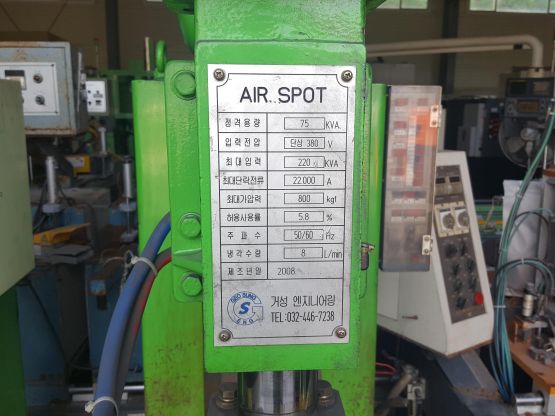 AIR SPOT
정격용량 75 KVA.
입력전압 단상 380 V
최대입력 220 KVA
최대단락전류 22.000 A
최대가압력 800 kgf
허용사용률 5.8 %
주파수 50/60 Hz
냉각수량 8 L/min
제조년월 2008.
GEO SUNG
S
ENG
거성 엔지니어링
TEL:032-446-7238